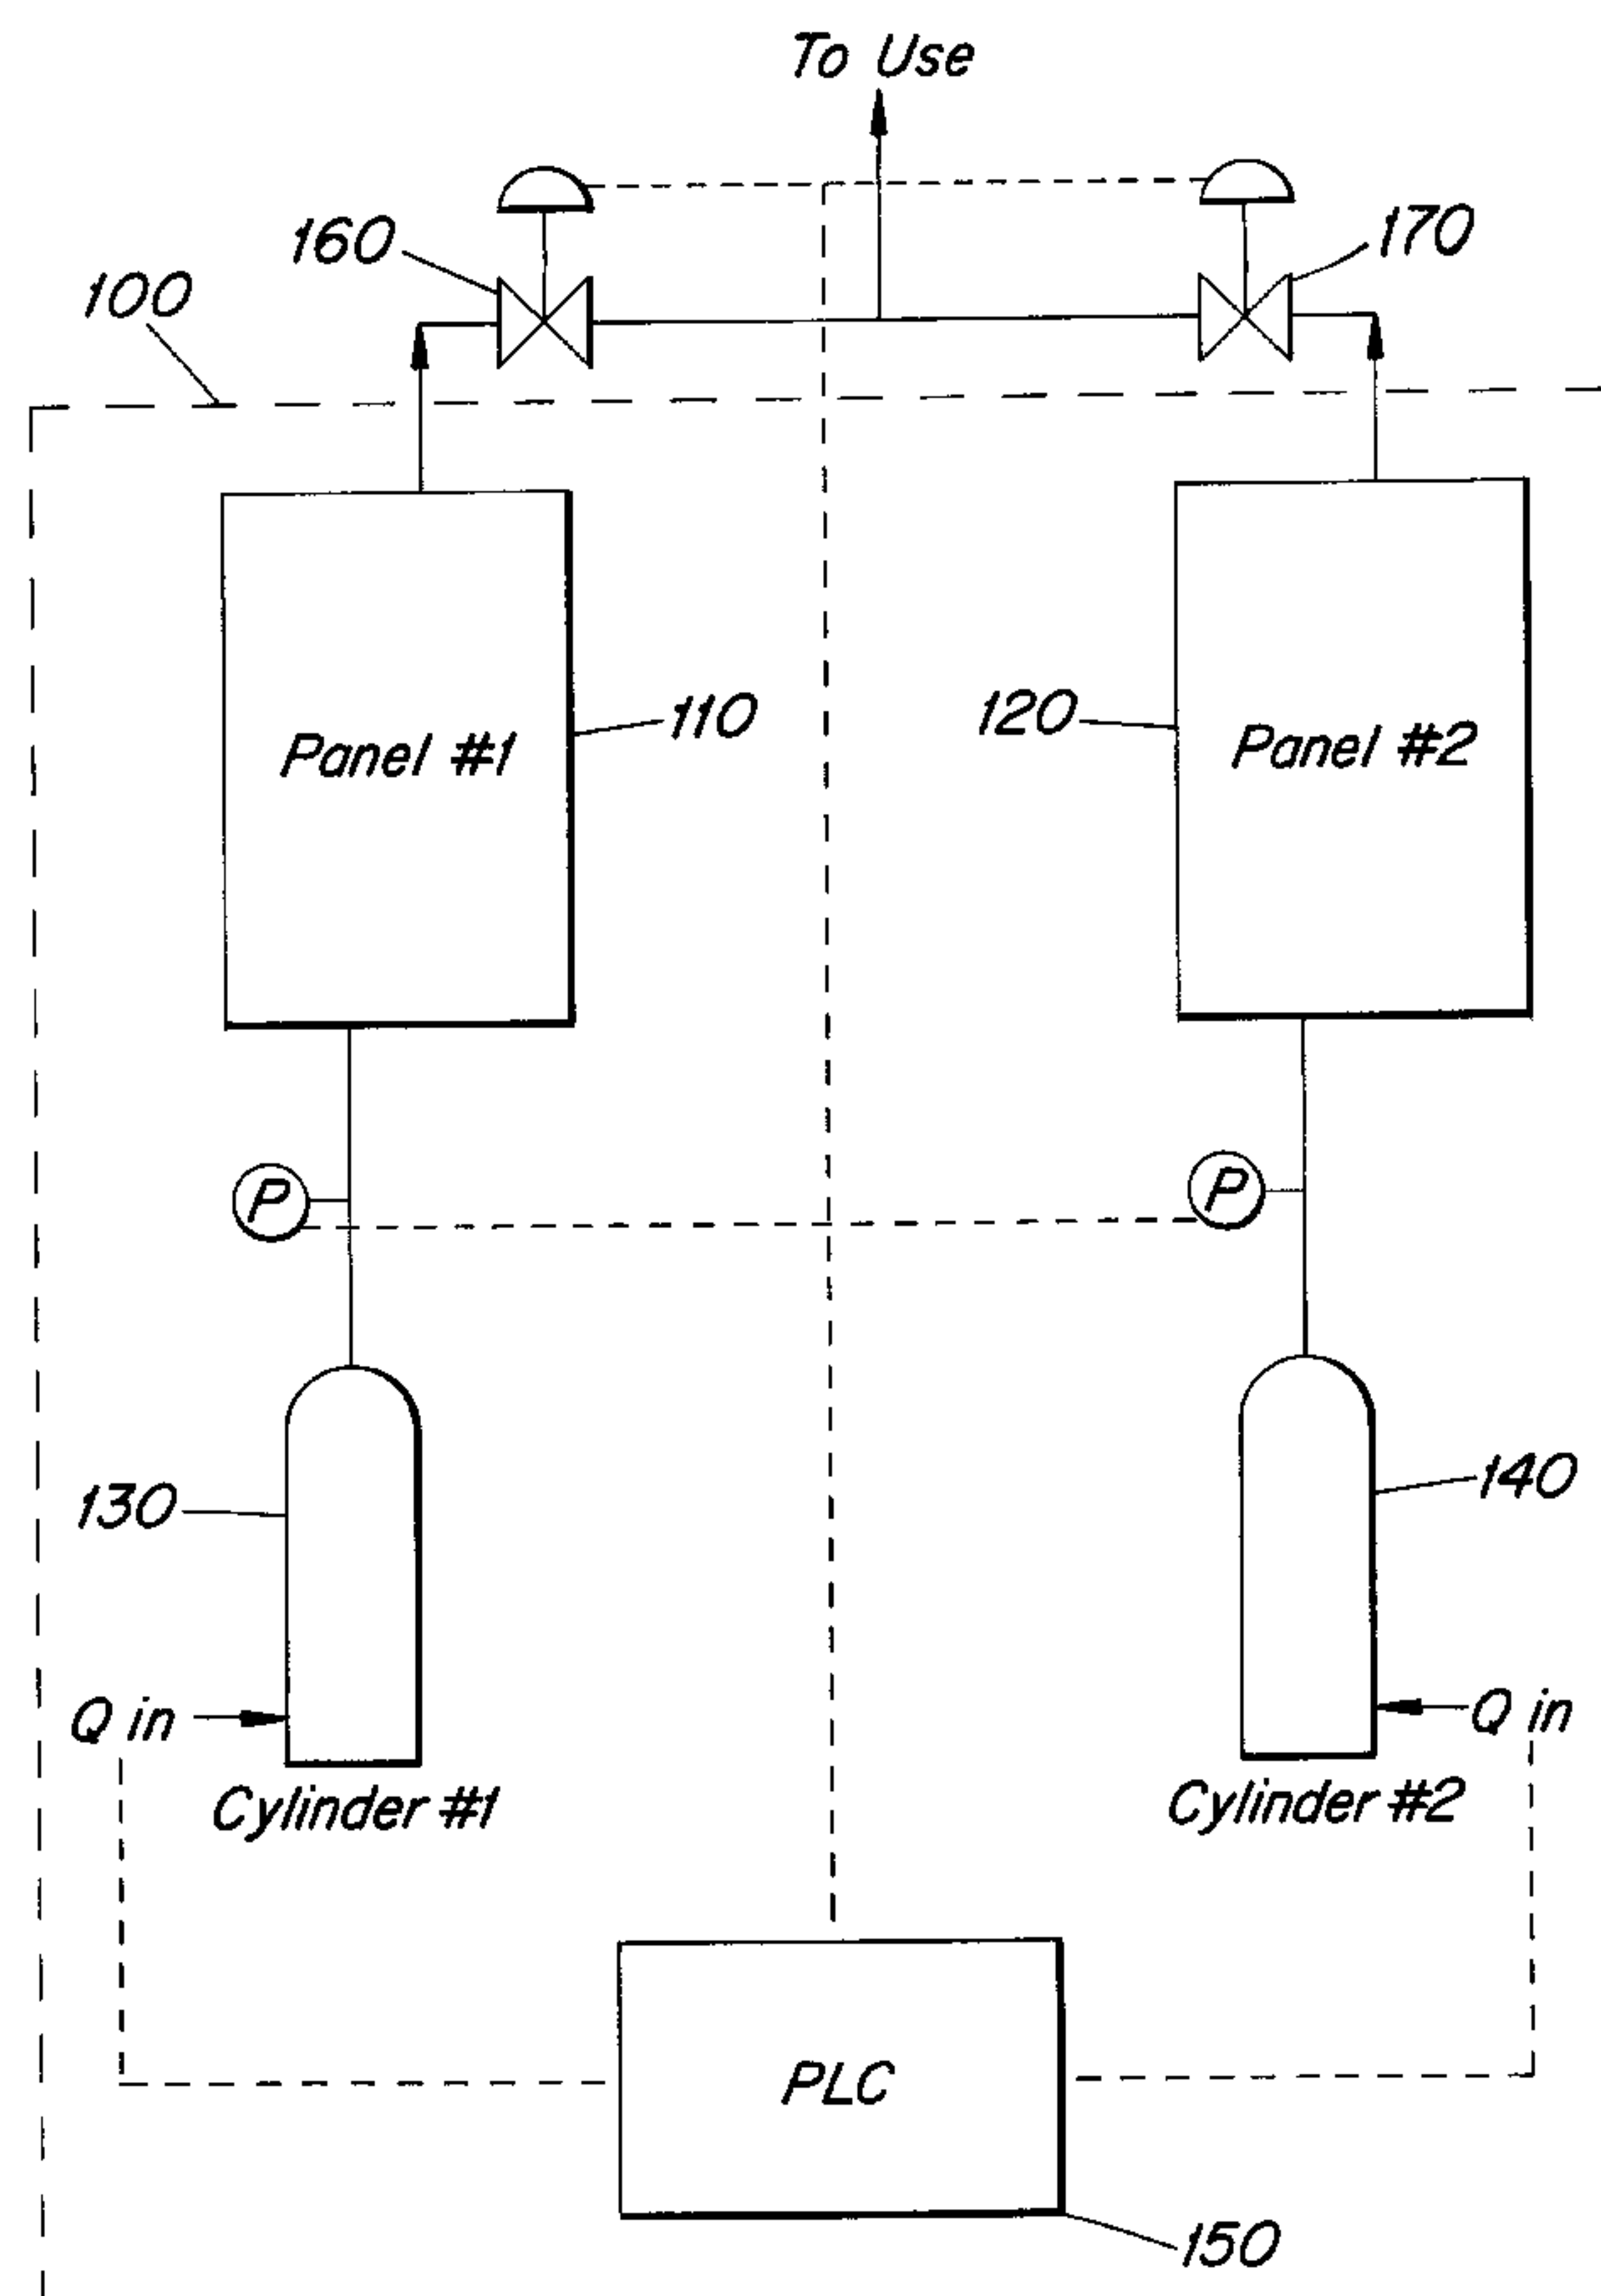 To Use
160
170
100
Panel #1
110
120
Panel #2
P
P
130
140
Q in
Q in
Cylinder #1
Cylinder #2
PLC
150